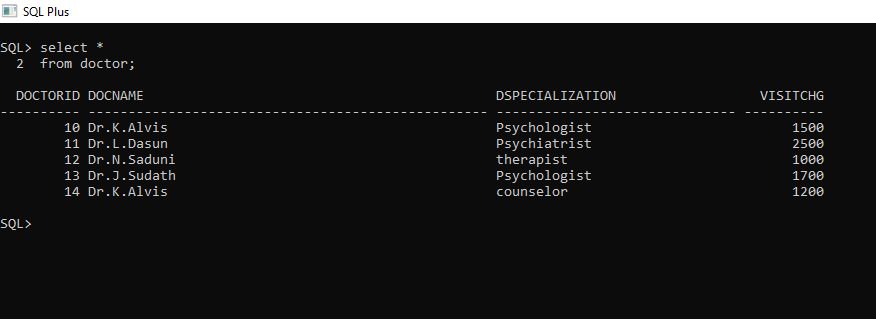 SQL Plus
SQL> select *
  2  from doctor;
  DOCTORID DOCNAME                                            DSPECIALIZATION                  VISITCHG
---------- -------------------------------------------------- ------------------------------ ----------
        10 Dr.K.Alvis                                         Psychologist                         1500
        11 Dr.L.Dasun                                         Psychiatrist                         2500
        12 Dr.N.Saduni                                        therapist                            1000
        13 Dr.J.Sudath                                        Psychologist                         1700
        14 Dr.K.Alvis                                         counselor                            1200
SQL>